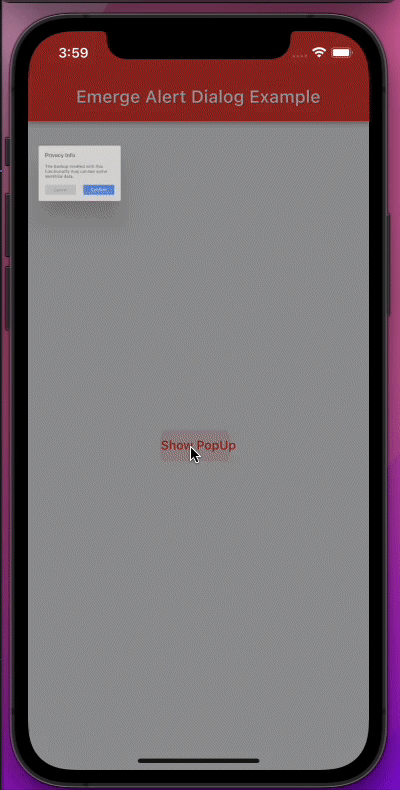 3:59
Emerge Alert Dialog Example
Privacy Info
The backup created with this
functionality may contain some
sensitive data.
Cancel
Confirm
Show PopUp